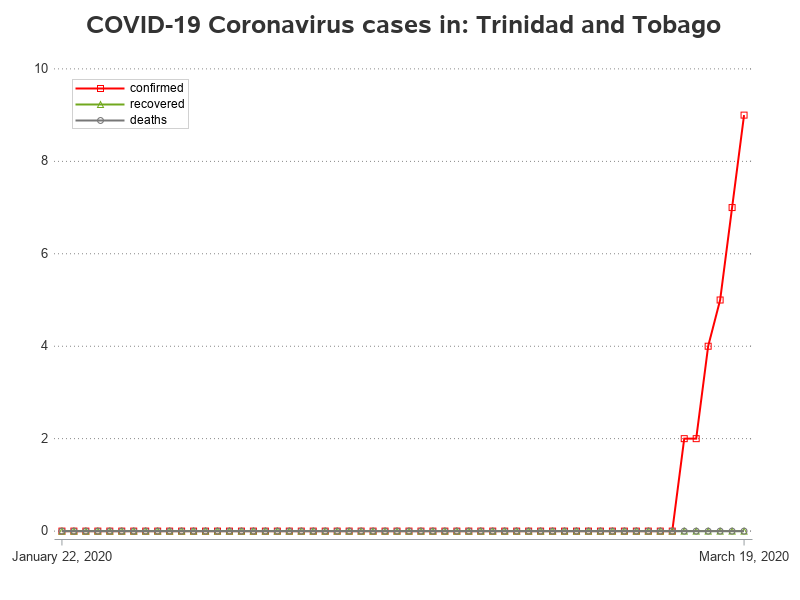 COVID-19 Coronavirus cases in: Trinidad and Tobago
10
confirmed
recovered
deaths
8
6
4
2
0
January 22, 2020
March 19, 2020